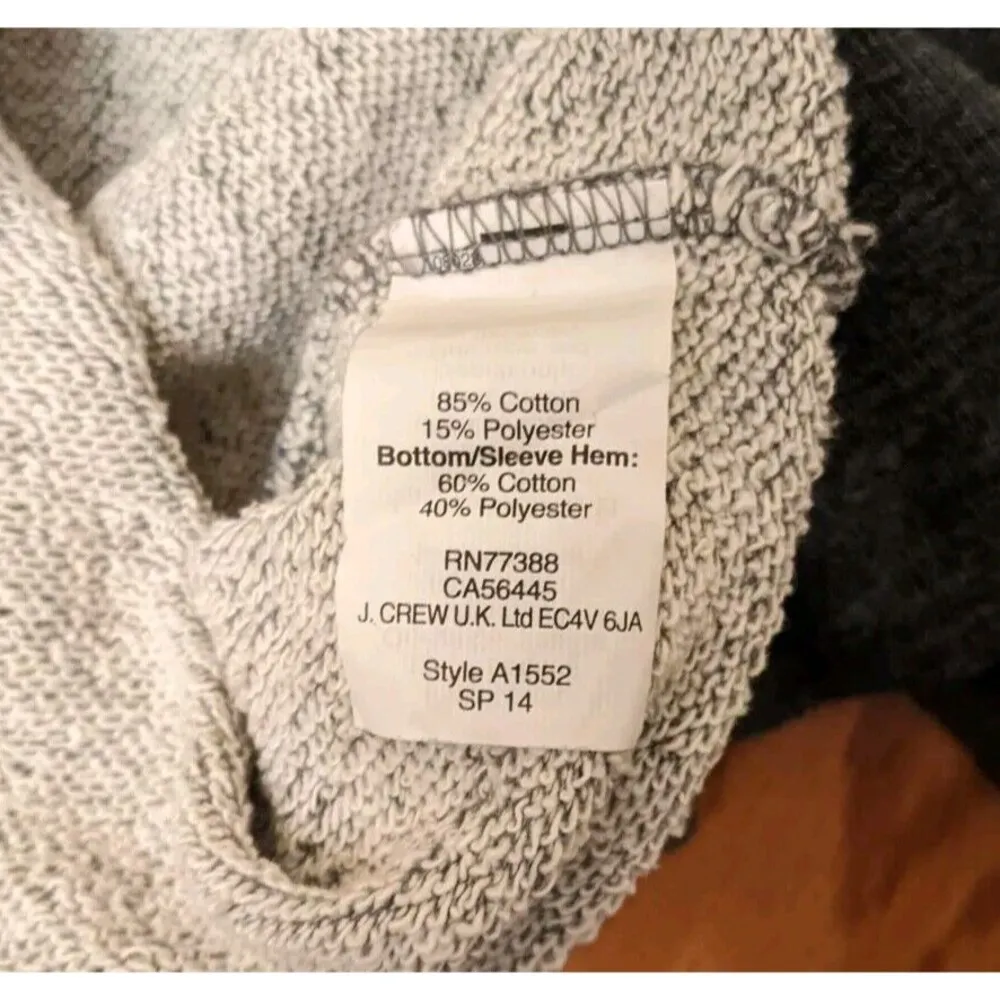 85% Cotton
15% Polyester
Bottom/Sleeve Hem:
60% Cotton
40% Polyester
RN77388
CA56445
J. CREW U.K. Ltd EC4V 6JA
Style A1552
SP 14